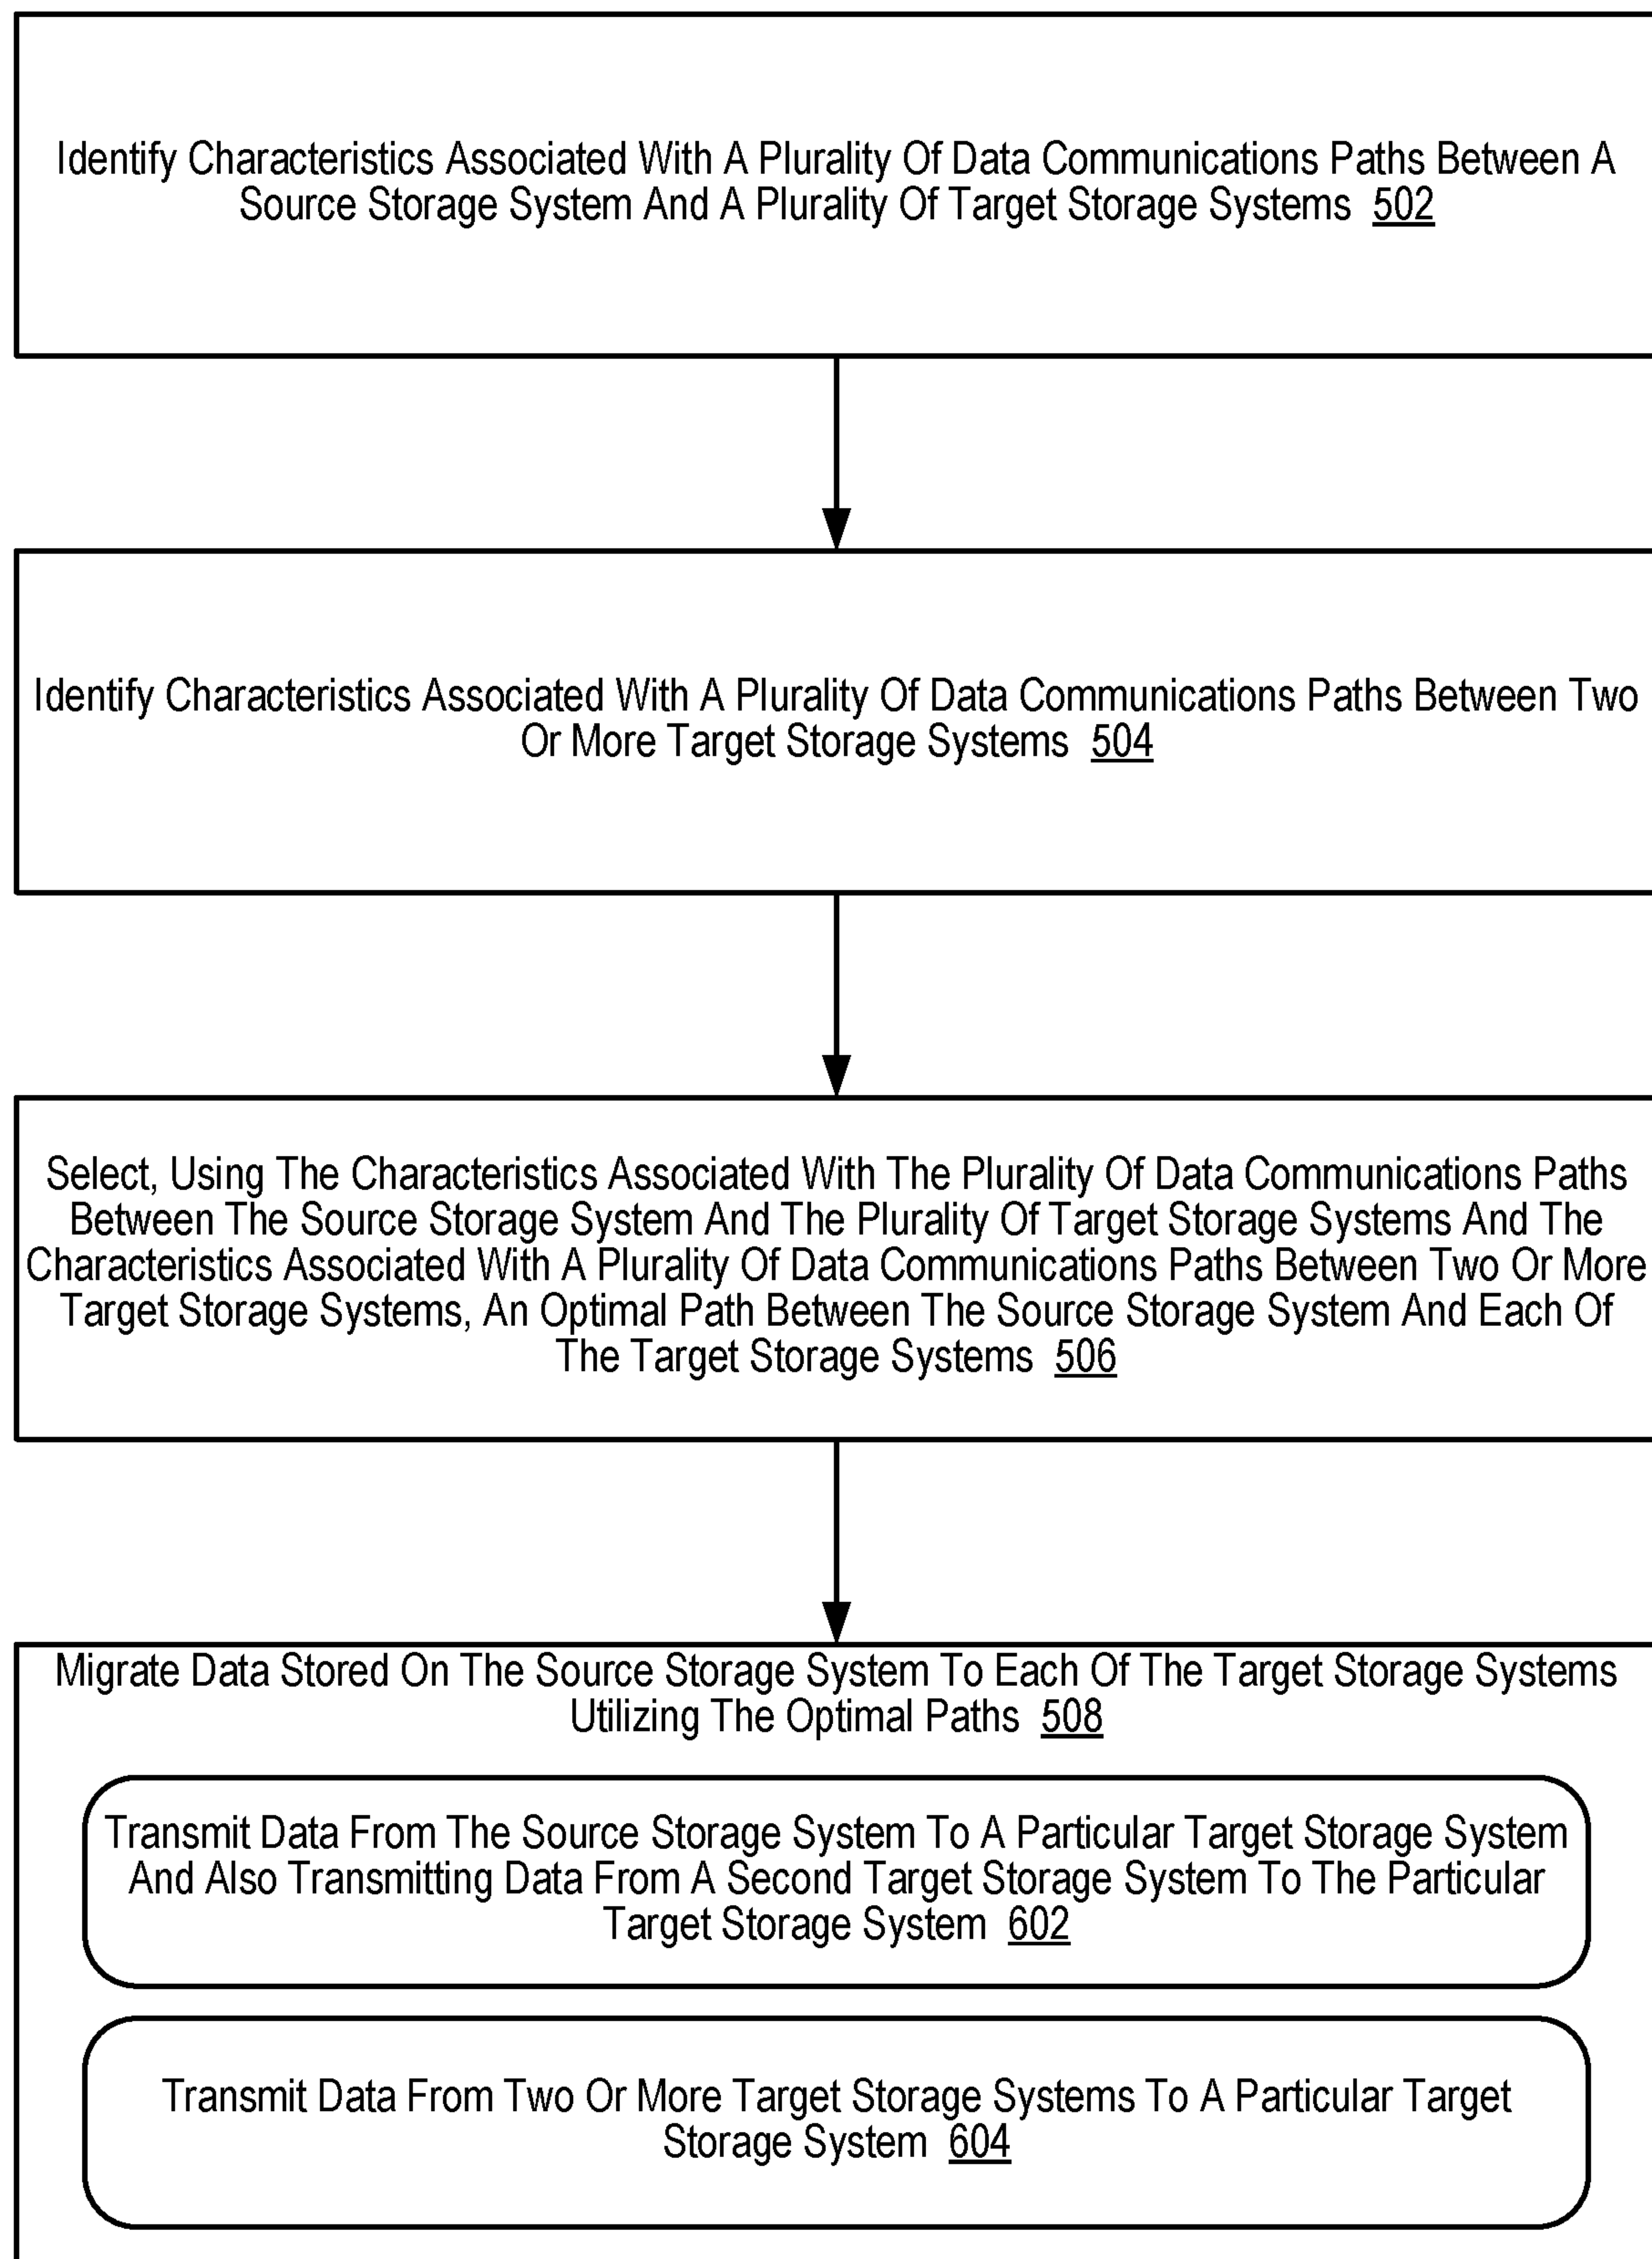 Identify Characteristics Associated With A Plurality Of Data Communications Paths Between A
Source Storage System And A Plurality Of Target Storage Systems 502
Identify Characteristics Associated With A Plurality Of Data Communications Paths Between Two
Or More Target Storage Systems 504
Select, Using The Characteristics Associated With The Plurality Of Data Communications Paths
Between The Source Storage System And The Plurality Of Target Storage Systems And The
Characteristics Associated With A Plurality Of Data Communications Paths Between Two Or More
Target Storage Systems, An Optimal Path Between The Source Storage System And Each Of
The Target Storage Systems 506
Migrate Data Stored On The Source Storage System To Each Of The Target Storage Systems
Utilizing The Optimal Paths 508
Transmit Data From The Source Storage System To A Particular Target Storage System
And Also Transmitting Data From A Second Target Storage System To The Particular
Target Storage System 602
Transmit Data From Two Or More Target Storage Systems To A Particular Target
Storage System 604